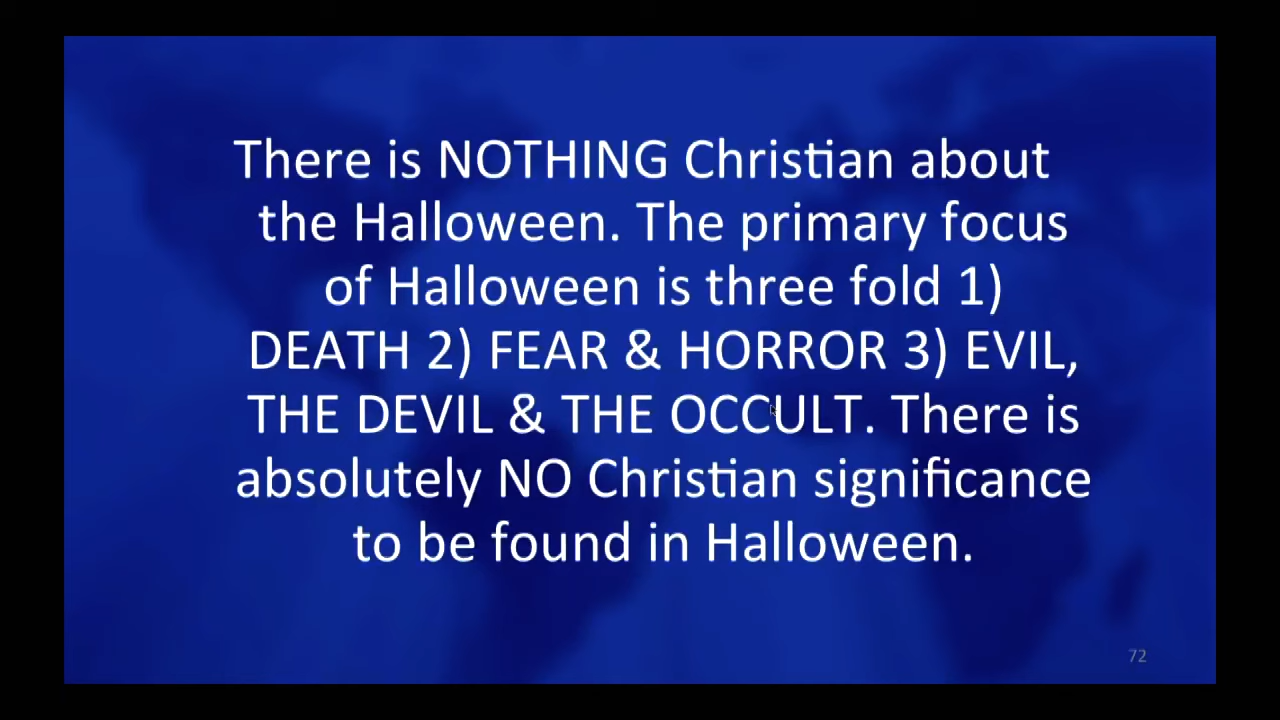 There is NOTHING Christian about
the Halloween. The primary focus
of Halloween is three fold 1)
DEATH 2) FEAR & HORROR 3) EVIL,
THE DEVIL & THE OCCULT. There is
absolutely NO Christian significance
to be found in Halloween.
72